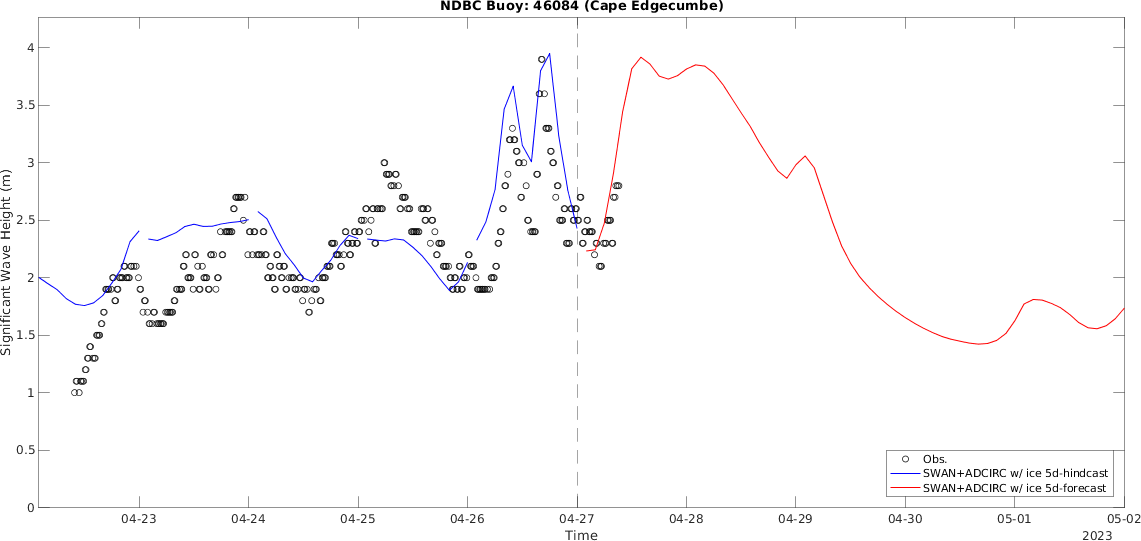 NDBC Buoy: 46084 (Cape Edgecumbe)
Significant Wave Height (m)
4
3.5
3
2.5
2
1.5
1
0.5
0
04-23 04-24 04-25 04-26 04-27 04-28 04-29 04-30 05-01 05-02
Time
2023
Obs.
SWAN+ADCIRC w/ ice 5d-hindcast
SWAN+ADCIRC w/ ice 5d-forecast